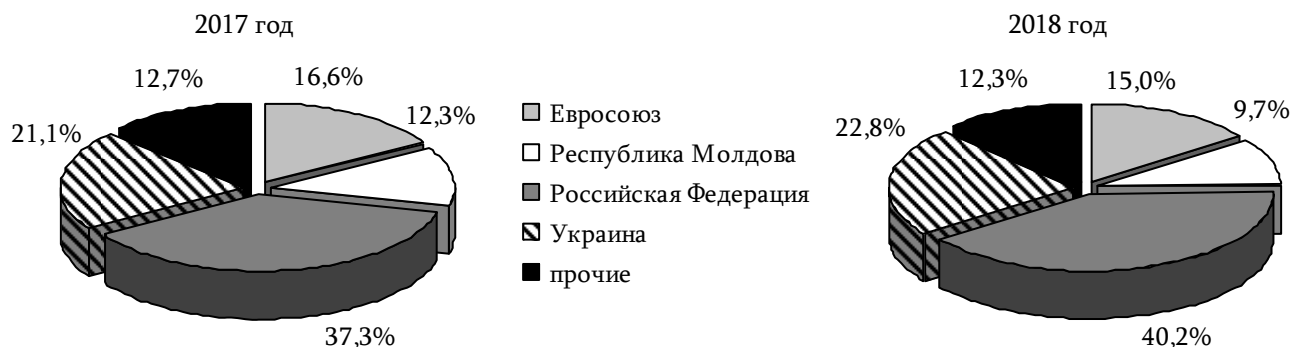 2017 год
2018 год
12,7%
16,6%
12,3%
21,1%
37,3%
Евросоюз
Республика Молдова
Российская Федерация
Украина
прочие
12,3%
15,0%
9,7%
22,8%
40,2%